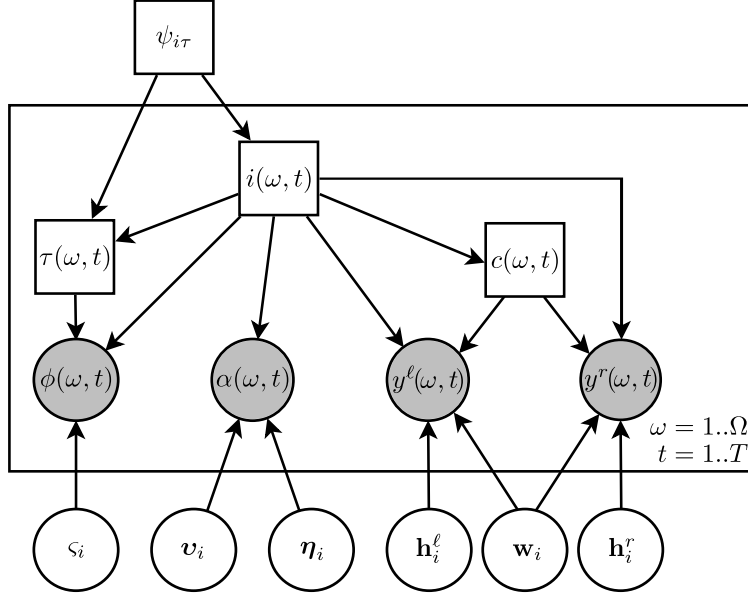 ψ_{iτ}
i(ω, t)
τ(ω, t)
c(ω, t)
ϕ(ω, t)
α(ω, t)
y^ℓ(ω, t)
y^r(ω, t)
ω = 1..Ω
t = 1..T
ς_i
υ_i
η_i
h_i^ℓ
w_i
h_i^r